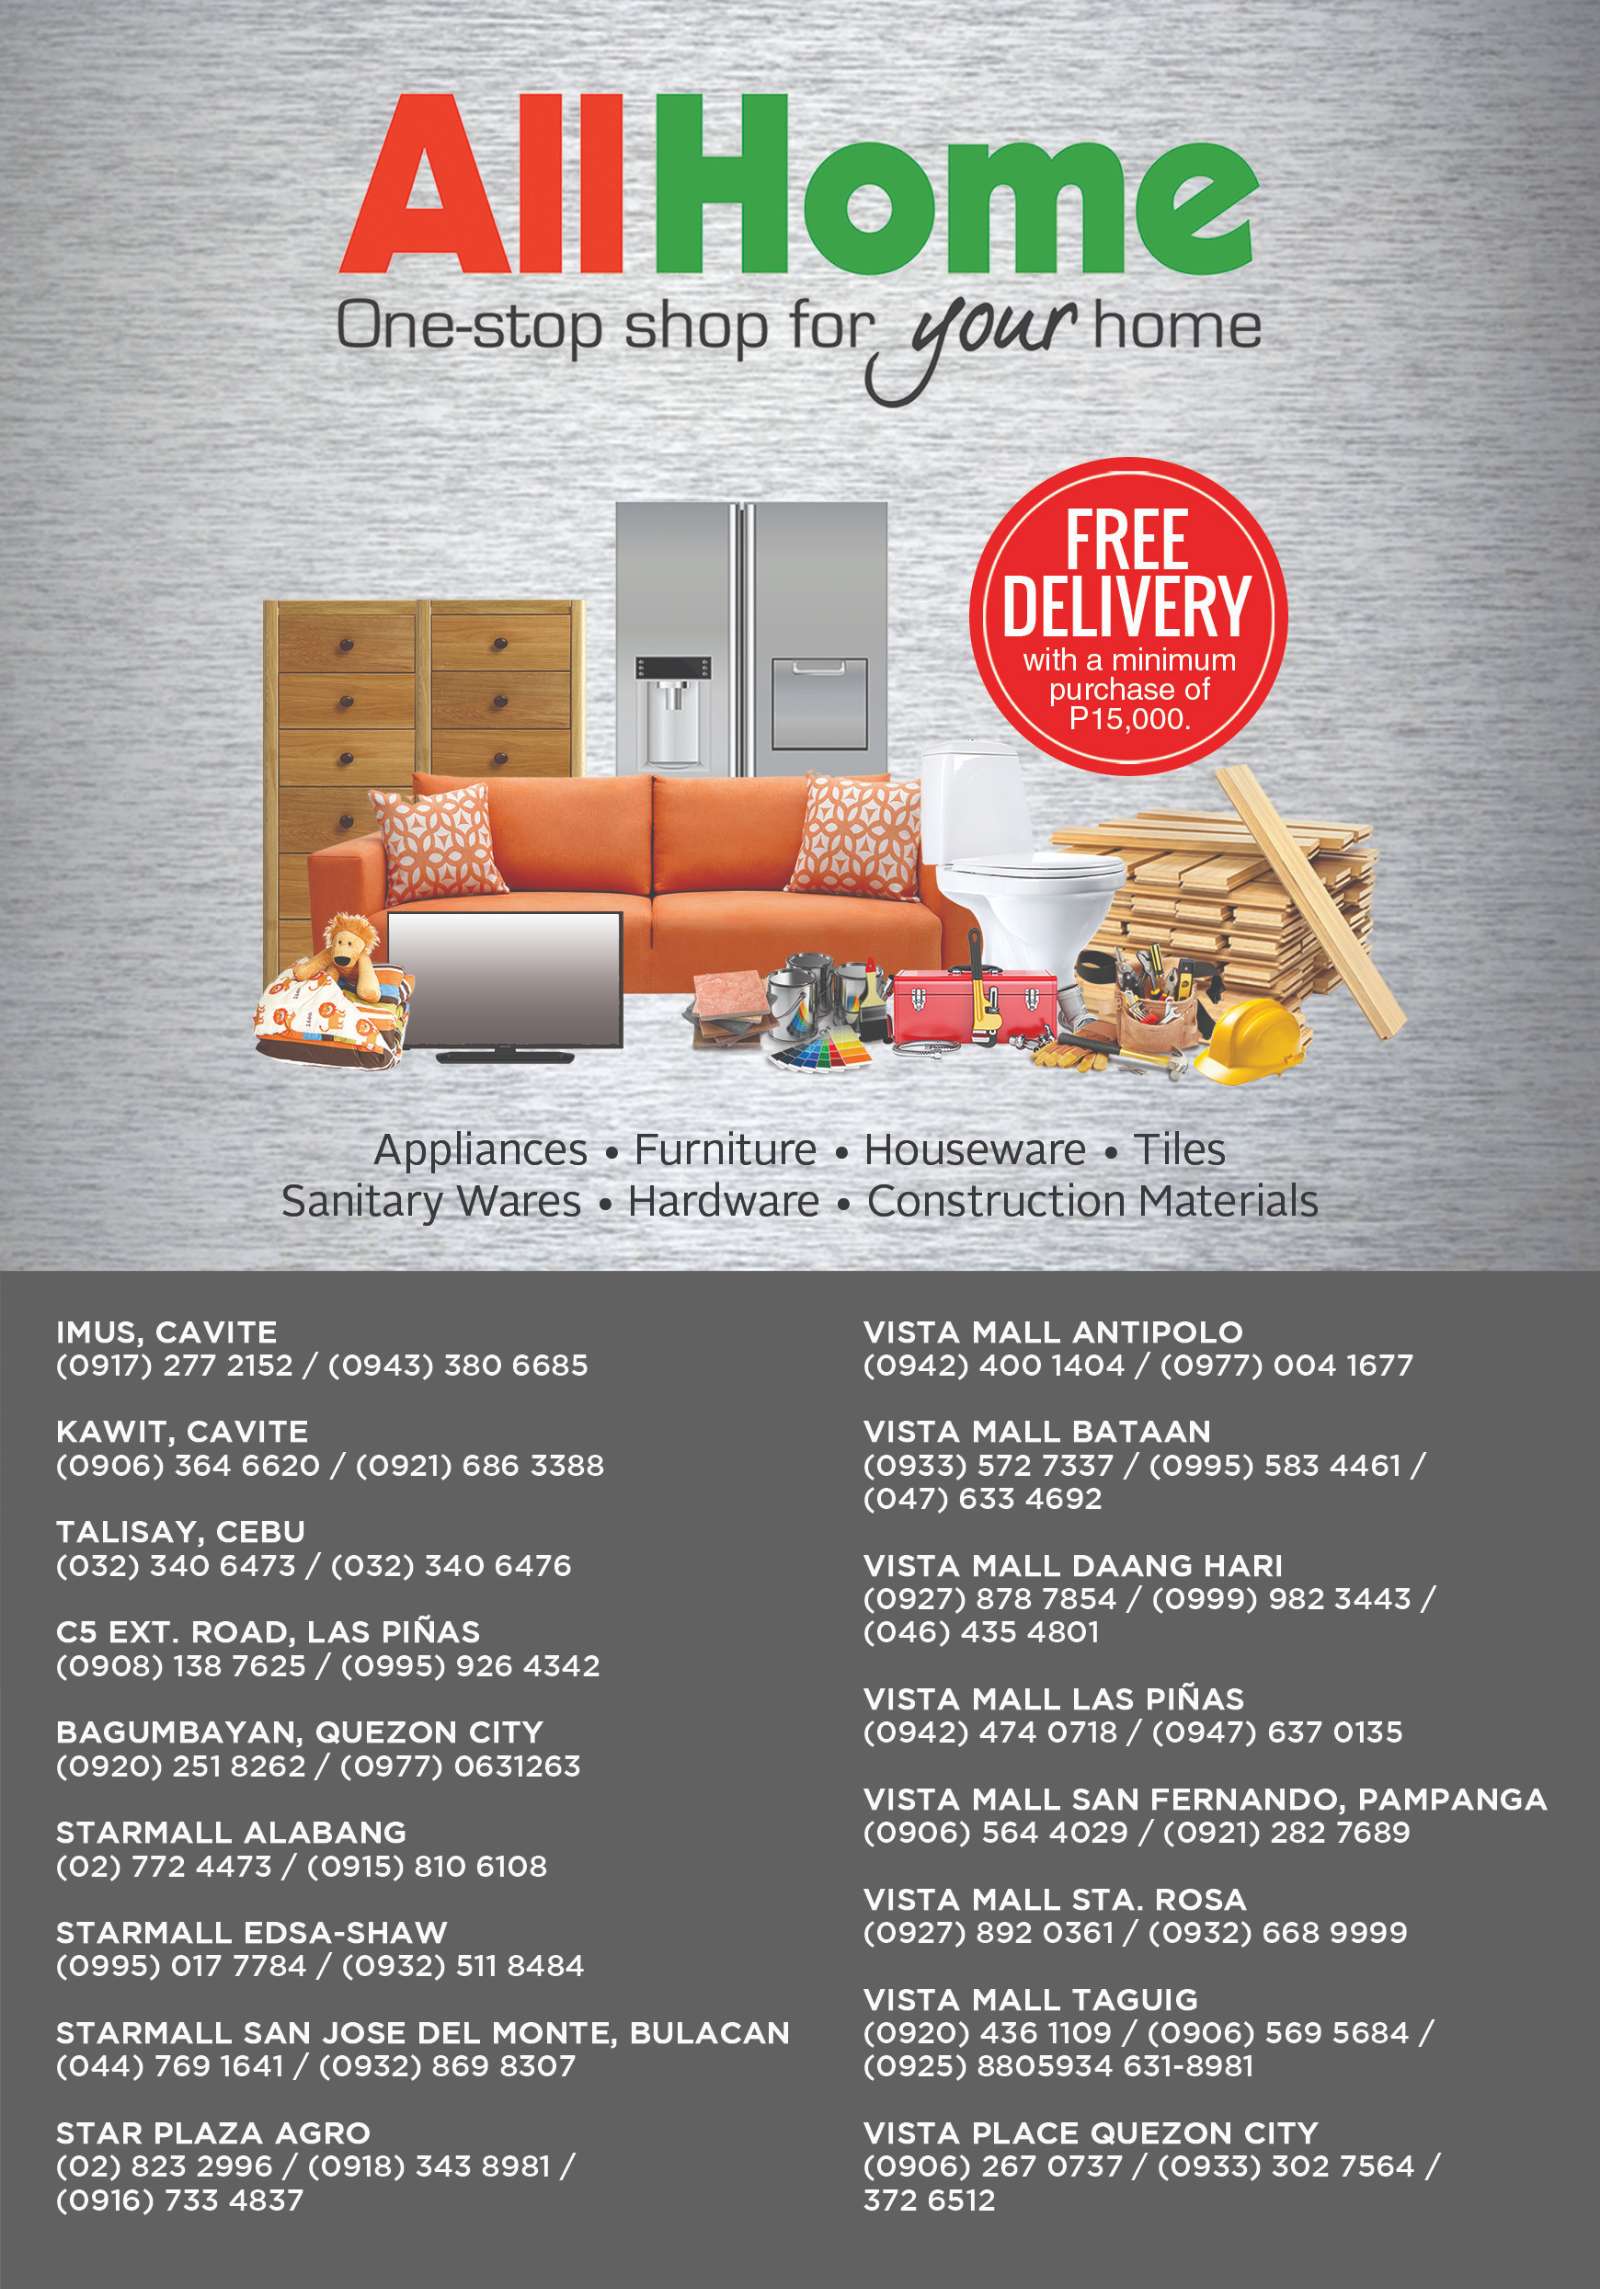 AllHome
One-stop shop for your home
FREE
DELIVERY
with a minimum
purchase of
P15,000.
Appliances • Furniture • Houseware • Tiles
Sanitary Wares • Hardware • Construction Materials
IMUS, CAVITE
(0917) 277 2152 / (0943) 380 6685
KAWIT, CAVITE
(0906) 364 6620 / (0921) 686 3388
TALISAY, CEBU
(032) 340 6473 / (032) 340 6476
C5 EXT. ROAD, LAS PIÑAS
(0908) 138 7625 / (0995) 926 4342
BAGUMBAYAN, QUEZON CITY
(0920) 251 8262 / (0977) 0631263
STARMALL ALABANG
(02) 772 4473 / (0915) 810 6108
STARMALL EDSA-SHAW
(0995) 017 7784 / (0932) 511 8484
STARMALL SAN JOSE DEL MONTE, BULACAN
(044) 769 1641 / (0932) 869 8307
STAR PLAZA AGRO
(02) 823 2996 / (0918) 343 8981 /
(0916) 733 4837
VISTA MALL ANTIPOLO
(0942) 400 1404 / (0977) 004 1677
VISTA MALL BATAAN
(0933) 572 7337 / (0995) 583 4461 /
(047) 633 4692
VISTA MALL DAANG HARI
(0927) 878 7854 / (0999) 982 3443 /
(046) 435 4801
VISTA MALL LAS PIÑAS
(0942) 474 0718 / (0947) 637 0135
VISTA MALL SAN FERNANDO, PAMPANGA
(0906) 564 4029 / (0921) 282 7689
VISTA MALL STA. ROSA
(0927) 892 0361 / (0932) 668 9999
VISTA MALL TAGUIG
(0920) 436 1109 / (0906) 569 5684 /
(0925) 8805934 631-8981
VISTA PLACE QUEZON CITY
(0906) 267 0737 / (0933) 302 7564 /
372 6512